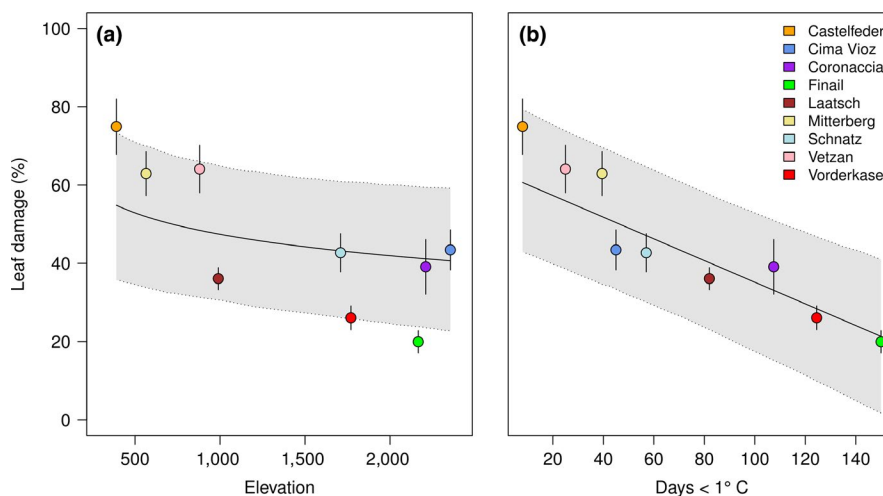 (a)
Leaf damage (%)
100
80
60
40
20
0
500
1,000
1,500
2,000
Elevation
(b)
Castelfeder
Cima Vioz
Coronaccia
Finail
Laatsch
Mitterberg
Schnatz
Vetzan
Vorderkase
20
40
60
80
100
120
140
Days < 1° C